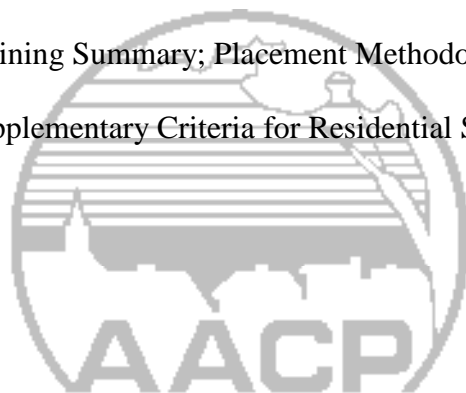 ining Summary; Placement Methodo
pplementary Criteria for Residential S
AACP